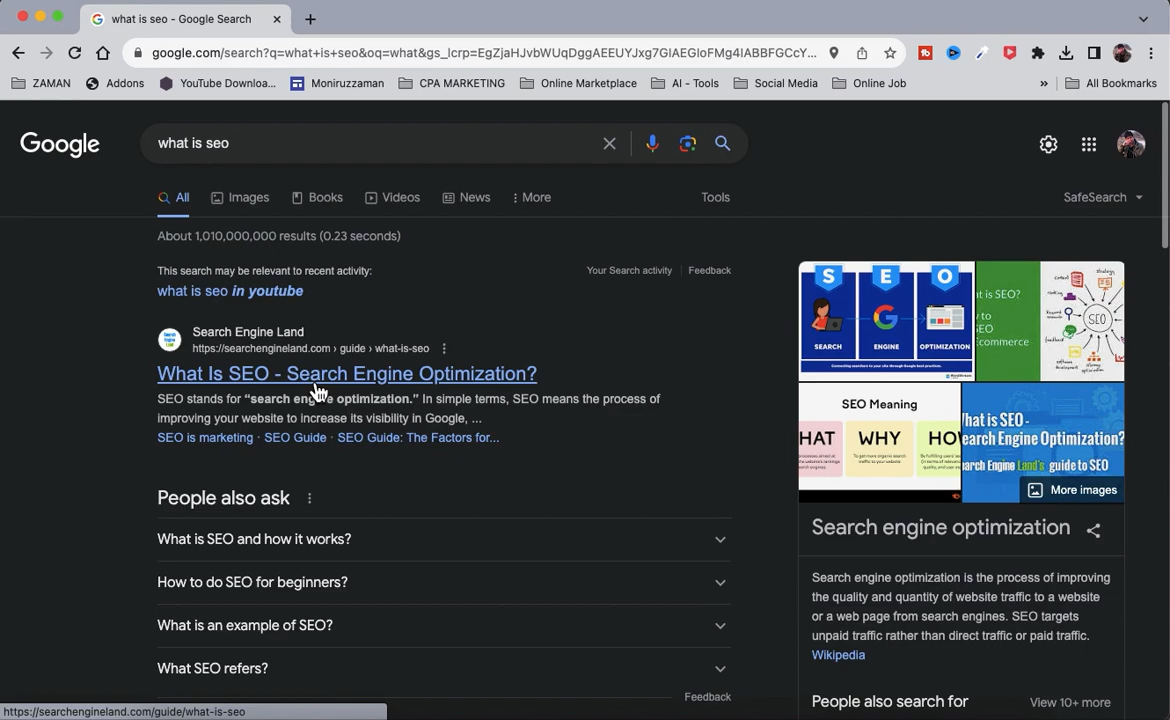 what is seo - Google Search
google.com/search?q=what+is+seo&oq=what&gs_lcrp=EgZjaHJvbWUqDggAEEUYJxg7GIAEGIoFMg4IABBFGCcY...
ZAMAN
Addons
YouTube Downloa...
Moniruzzaman
CPA MARKETING
Online Marketplace
AI - Tools
Social Media
Online Job
All Bookmarks
Google
what is seo
All
Images
Books
Videos
News
More
Tools
SafeSearch
About 1,010,000,000 results (0.23 seconds)
This search may be relevant to recent activity:
Your Search activity
Feedback
what is seo in youtube
Search Engine Land
https://searchengineland.com › guide › what-is-seo
What Is SEO - Search Engine Optimization?
SEO stands for “search engine optimization.” In simple terms, SEO means the process of
improving your website to increase its visibility in Google, ...
SEO is marketing · SEO Guide · SEO Guide: The Factors for...
People also ask
What is SEO and how it works?
How to do SEO for beginners?
What is an example of SEO?
What SEO refers?
Feedback
S E O
SEARCH ENGINE OPTIMIZATION
SEO
SEO Meaning
WHY
SEO -
Search Engine Land's guide to SEO
More images
Search engine optimization
Search engine optimization is the process of improving
the quality and quantity of website traffic to a website
or a web page from search engines. SEO targets
unpaid traffic rather than direct traffic or paid traffic.
Wikipedia
People also search for
View 10+ more
https://searchengineland.com/guide/what-is-seo